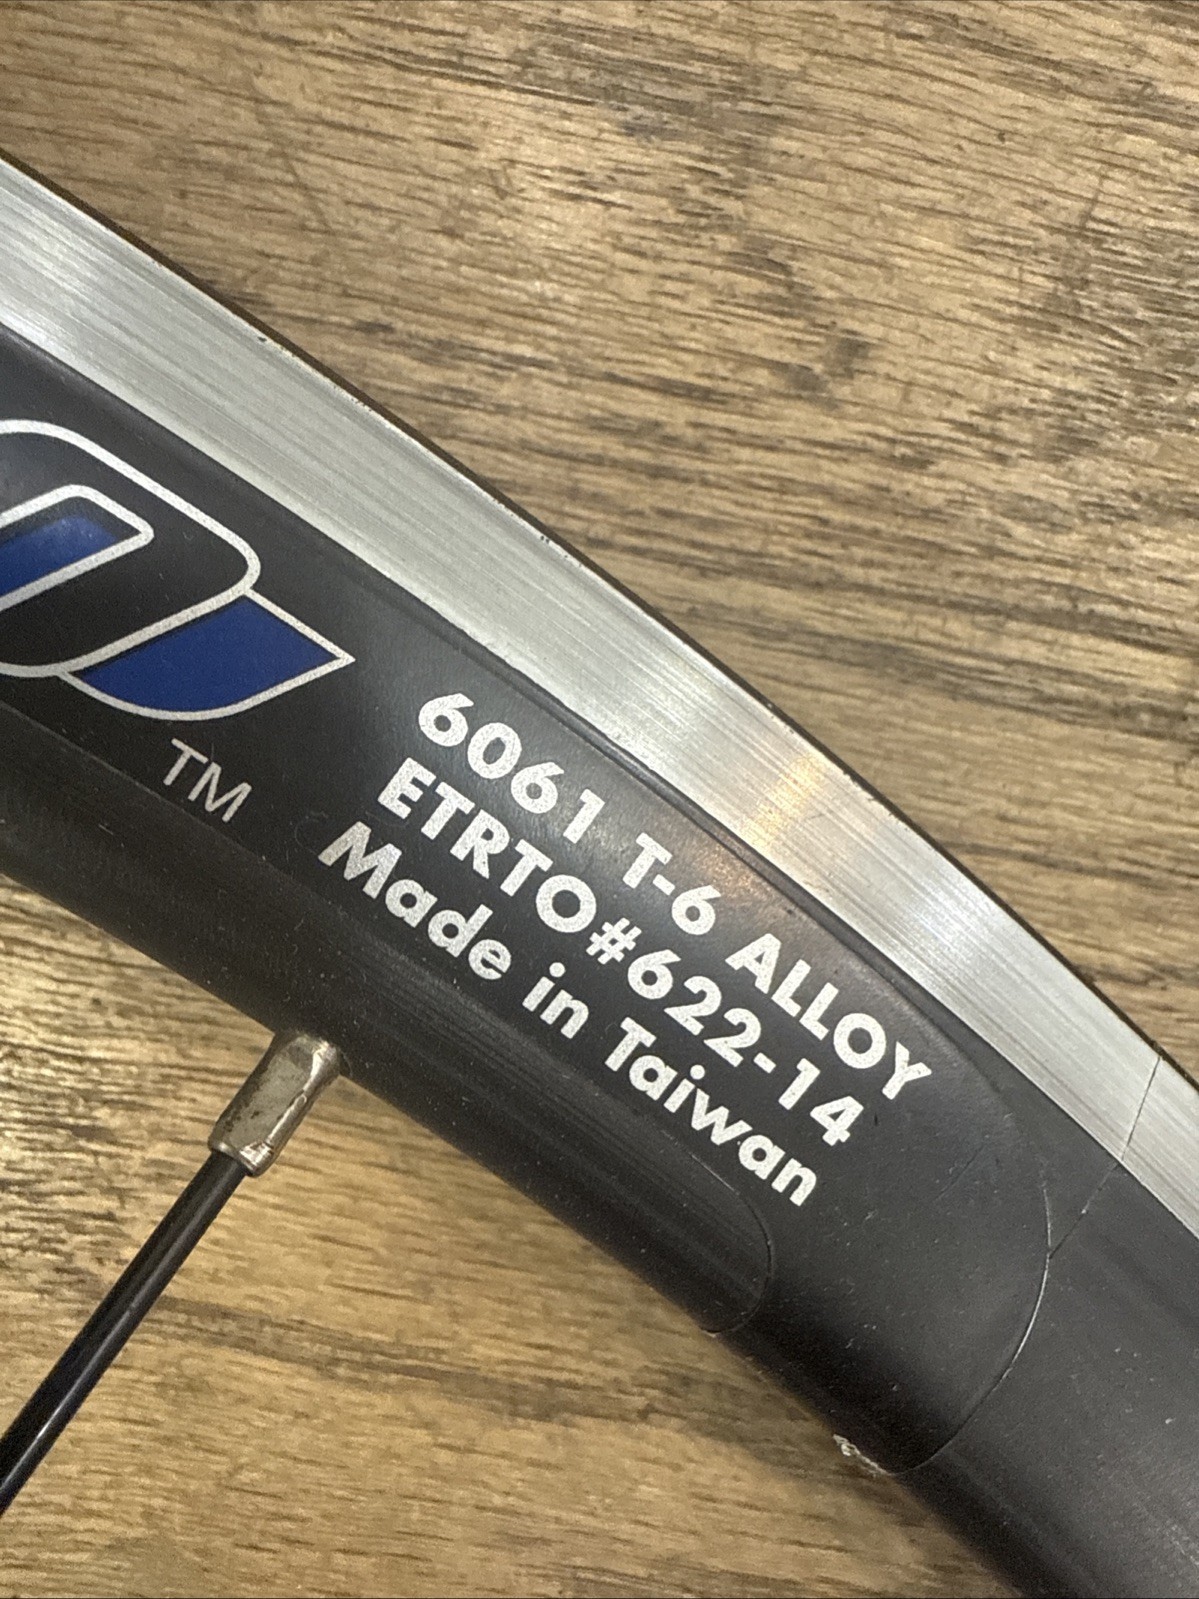 TM
6061 T-6 ALLOY
ETRTO#622-14
Made in Taiwan